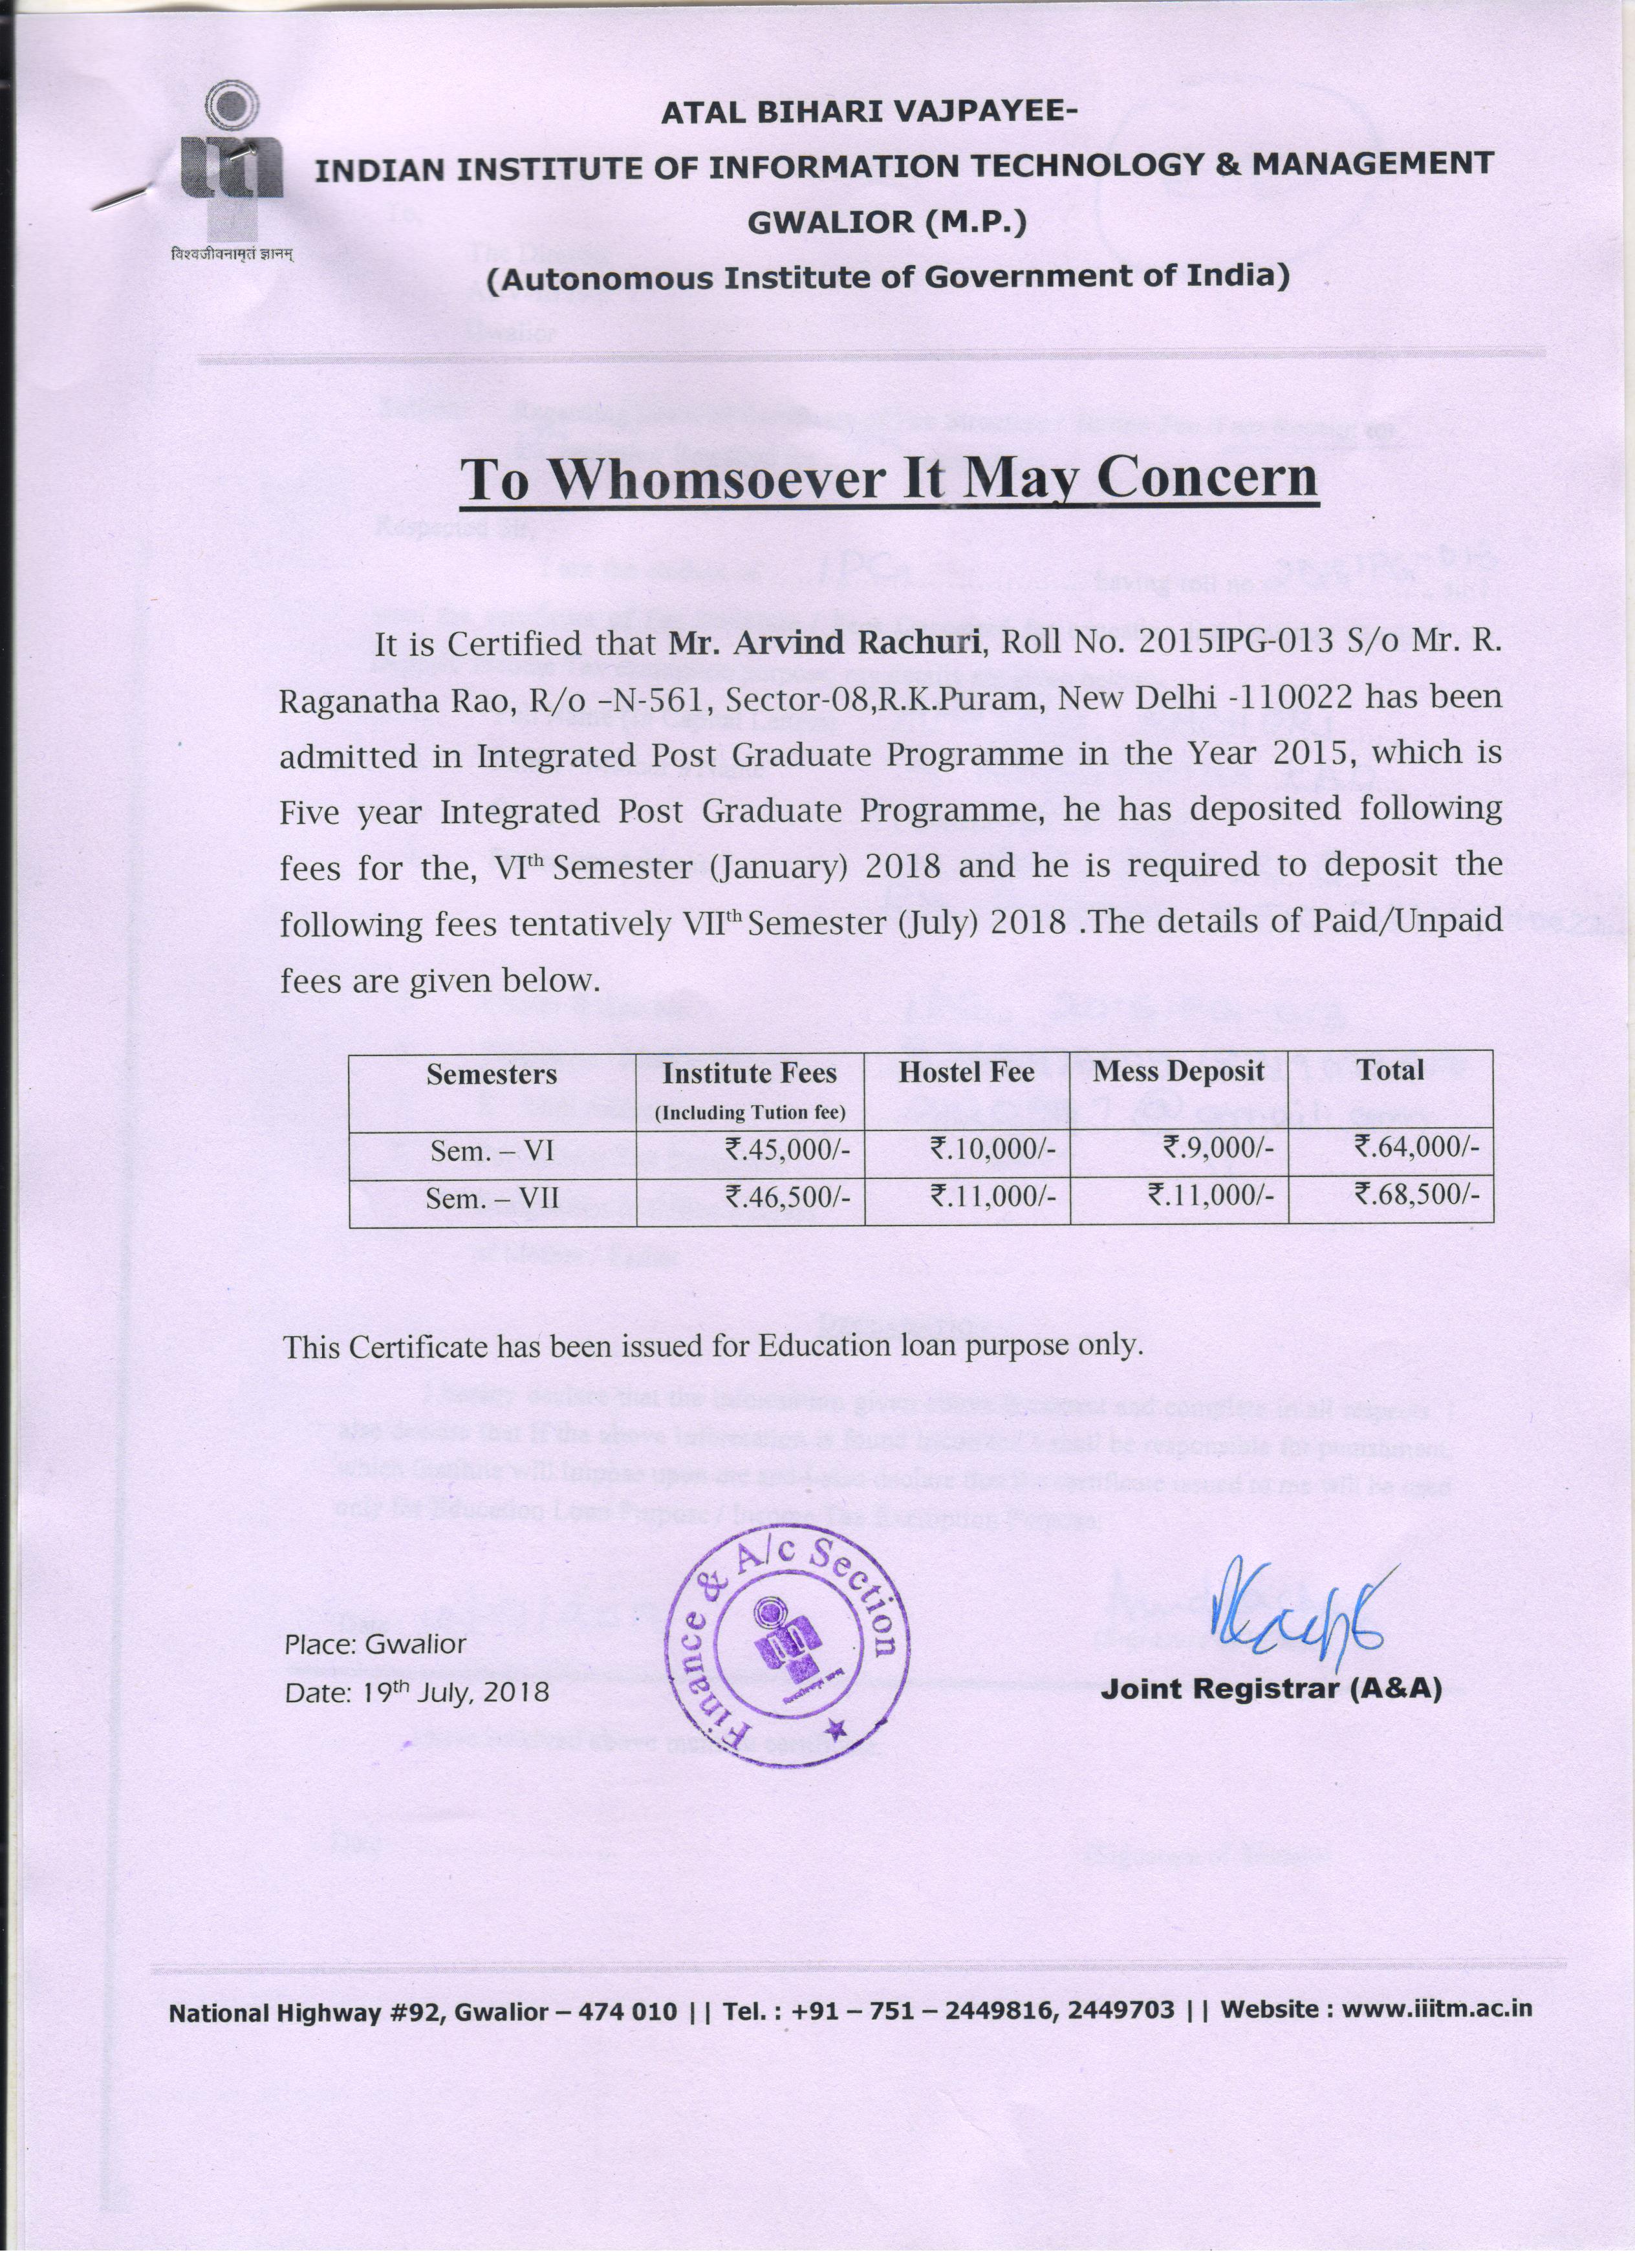 ATAL BIHARI VAJPAYEE-
INDIAN INSTITUTE OF INFORMATION TECHNOLOGY & MANAGEMENT
GWALIOR (M.P.)
(Autonomous Institute of Government of India)
विश्वजीवनामृतं ज्ञानम्
To Whomsoever It May Concern
It is Certified that Mr. Arvind Rachuri, Roll No. 2015IPG-013 S/o Mr. R.
Raganatha Rao, R/o –N-561, Sector-08,R.K.Puram, New Delhi -110022 has been
admitted in Integrated Post Graduate Programme in the Year 2015, which is
Five year Integrated Post Graduate Programme, he has deposited following
fees for the, VIth Semester (January) 2018 and he is required to deposit the
following fees tentatively VIIth Semester (July) 2018 .The details of Paid/Unpaid
fees are given below.
Semesters Institute Fees Hostel Fee Mess Deposit Total
(Including Tution fee)
Sem. – VI ₹.45,000/- ₹.10,000/- ₹.9,000/- ₹.64,000/-
Sem. – VII ₹.46,500/- ₹.11,000/- ₹.11,000/- ₹.68,500/-
This Certificate has been issued for Education loan purpose only.
Finance & A/c Section
Place: Gwalior
Date: 19th July, 2018
Joint Registrar (A&A)
National Highway #92, Gwalior – 474 010 || Tel. : +91 – 751 – 2449816, 2449703 || Website : www.iiitm.ac.in